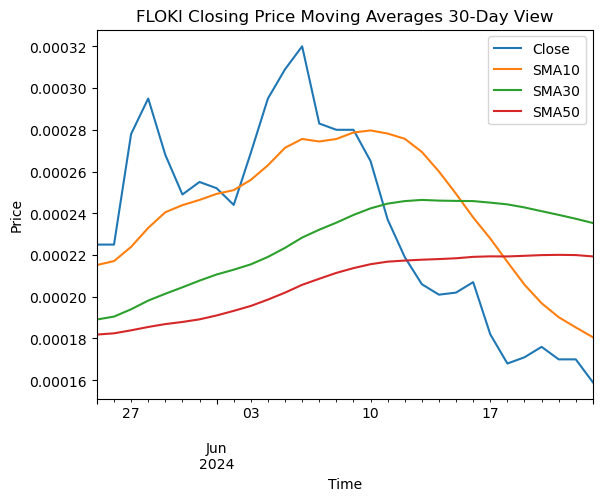 FLOKI Closing Price Moving Averages 30-Day View
Close
SMA10
SMA30
SMA50
Price
0.00032
0.00030
0.00028
0.00026
0.00024
0.00022
0.00020
0.00018
0.00016
27
03
10
17
Jun
2024
Time